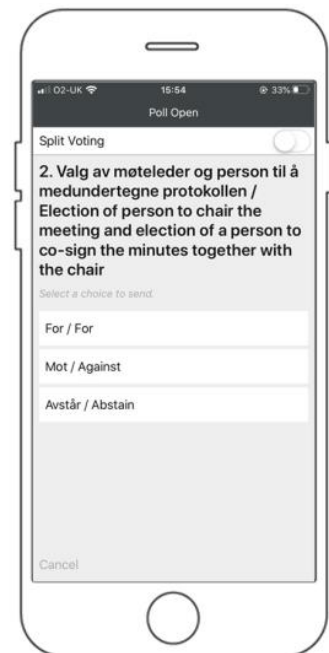 O2-UK 15:54 33%
Poll Open
Split Voting
2. Valg av møteleder og person til å
medundertegne protokollen /
Election of person to chair the
meeting and election of a person to
co-sign the minutes together with
the chair
Select a choice to send.
For / For
Mot / Against
Avstår / Abstain
Cancel